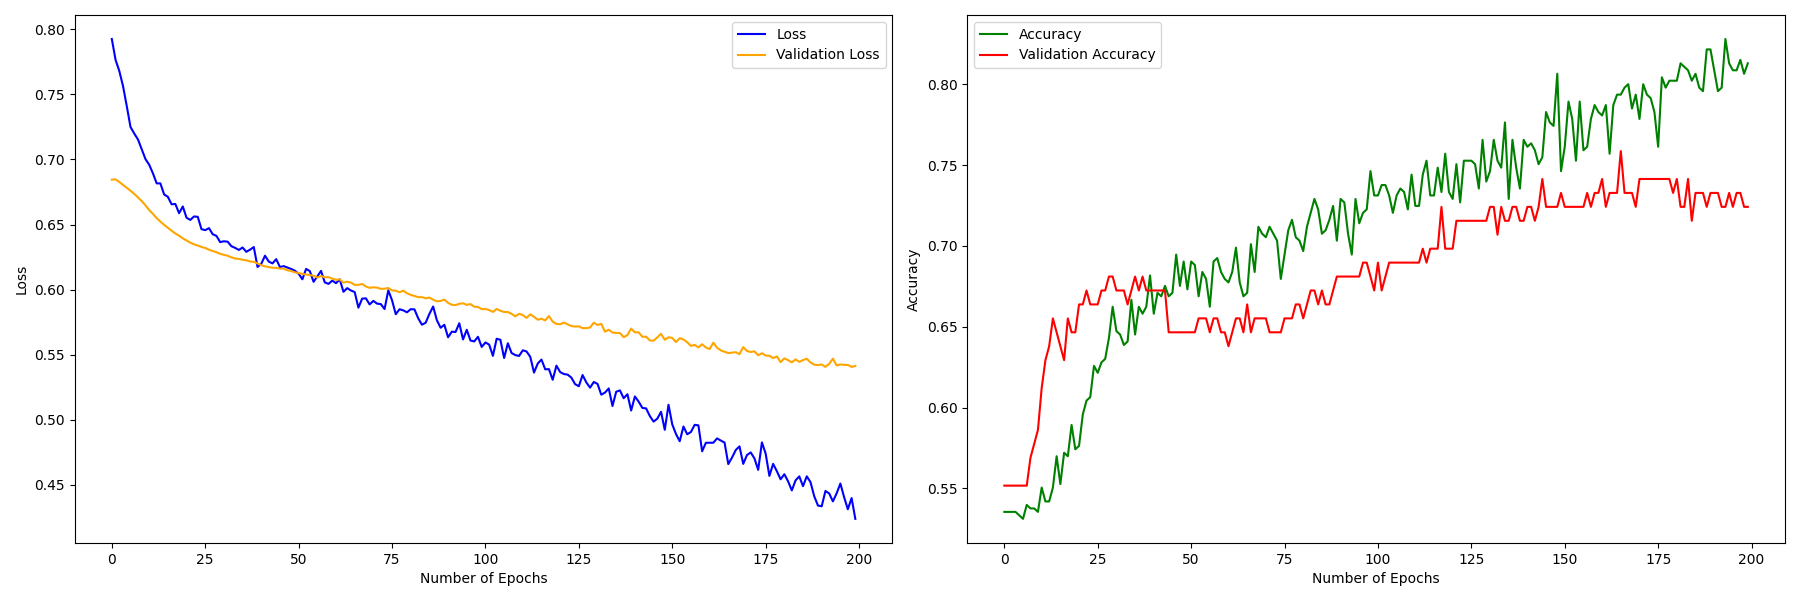 0.80
0.75
0.70
0.65
0.60
0.55
0.50
0.45
Loss
Loss
Validation Loss
0 25 50 75 100 125 150 175 200
Number of Epochs
0.80
0.75
0.70
0.65
0.60
0.55
Accuracy
Accuracy
Validation Accuracy
0 25 50 75 100 125 150 175 200
Number of Epochs